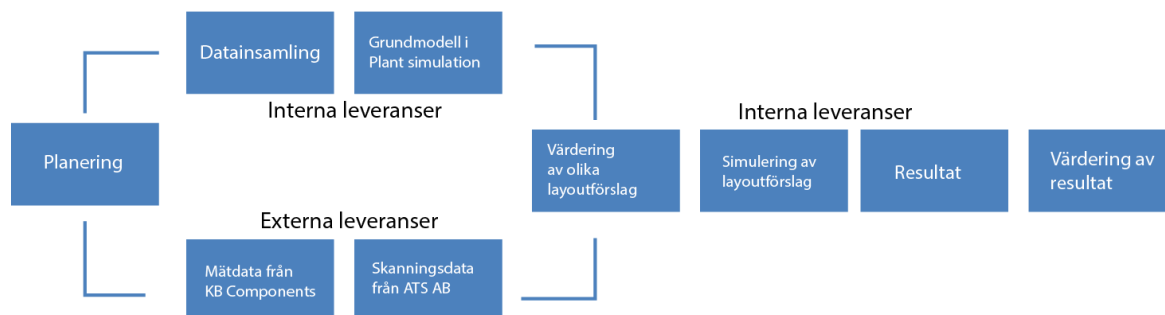 Planering
Datainsamling
Grundmodell i
Plant simulation
Interna leveranser
Externa leveranser
Mätdata från
KB Components
Skanningsdata
från ATS AB
Värdering
av olika
layoutförslag
Interna leveranser
Simulering av
layoutförslag
Resultat
Värdering av
resultat